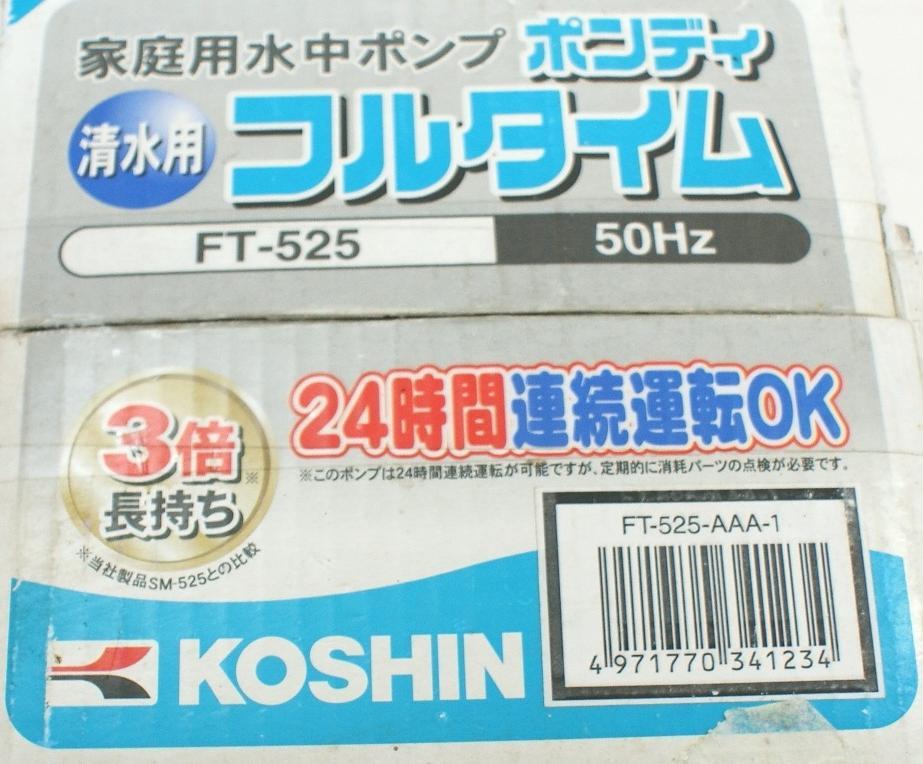 家庭用水中ポンプ ポンディ
清水用 フルタイム
FT-525 50Hz
24時間連続運転OK
※このポンプは24時間連続運転が可能ですが、定期的に消耗パーツの点検が必要です。
3倍※
長持ち
※当社製品SM-525との比較
FT-525-AAA-1
4 971770 341234
KOSHIN